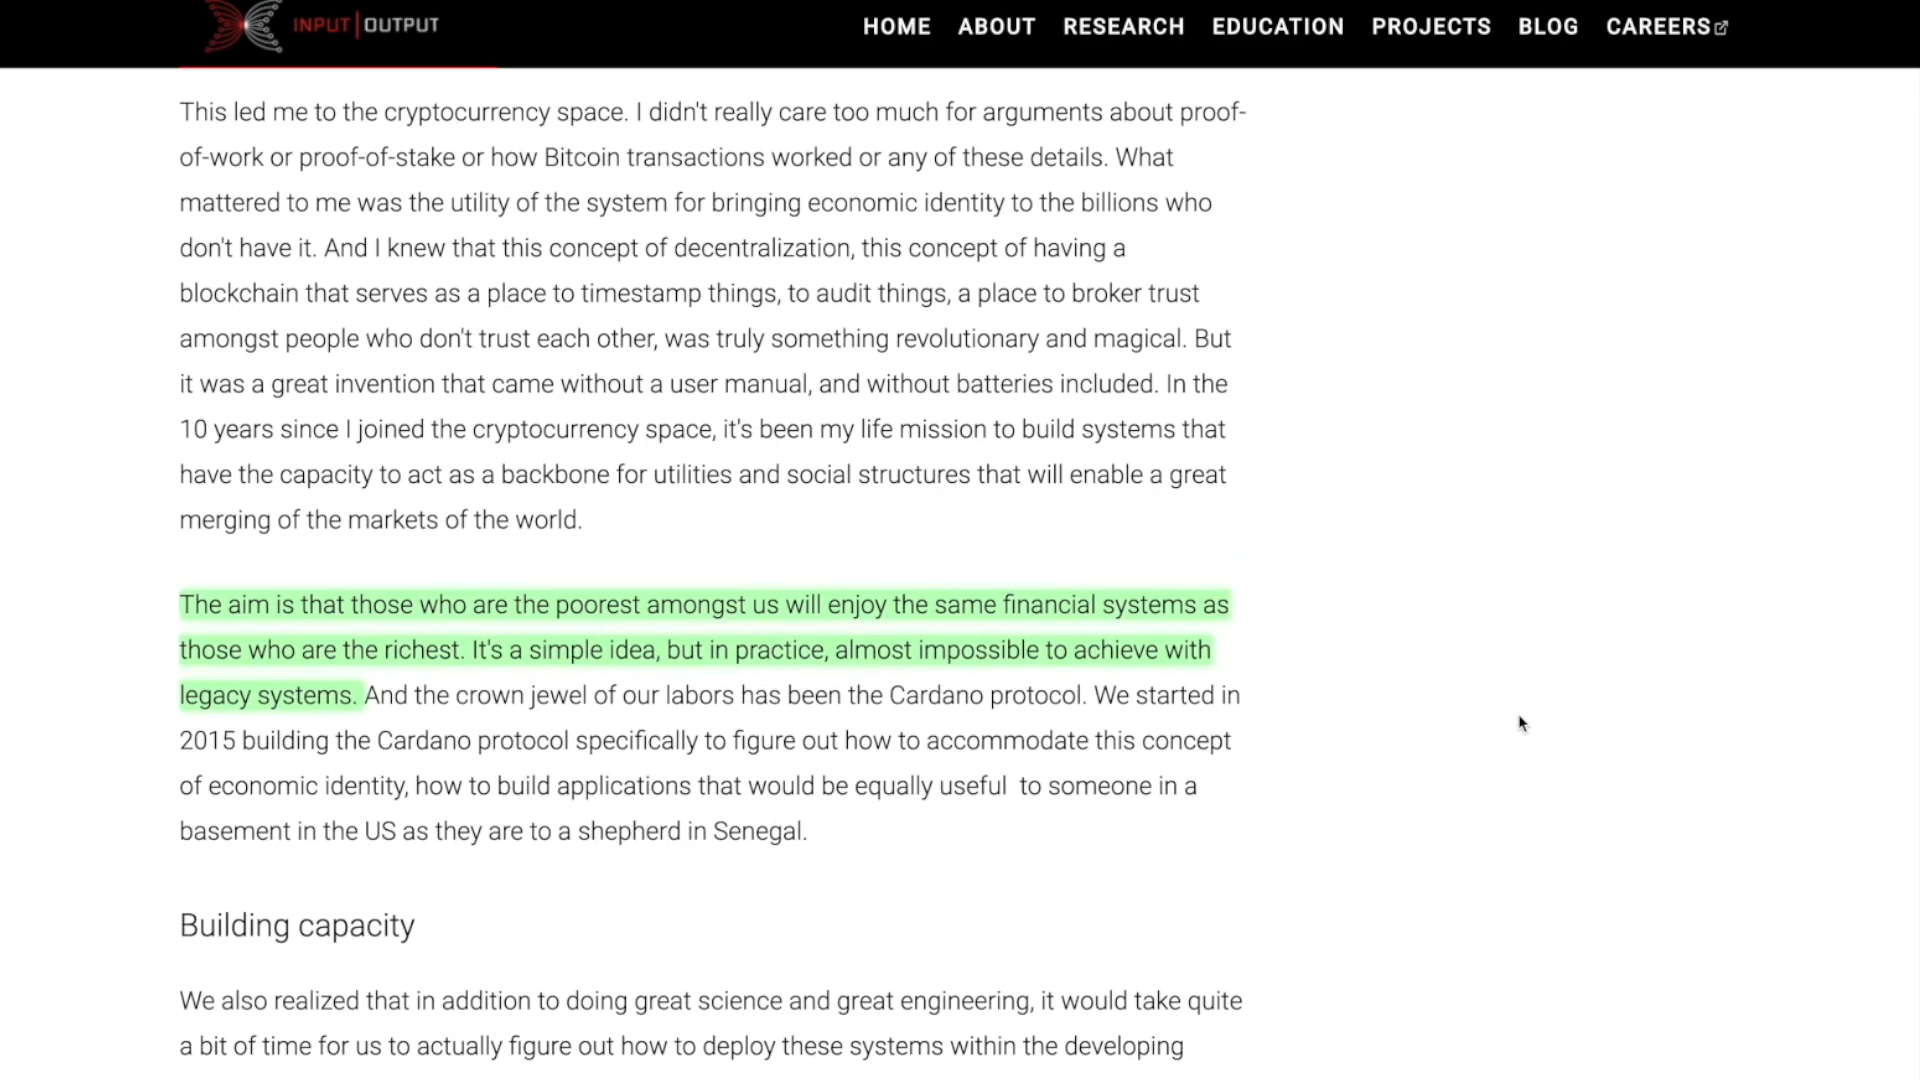 INPUT|OUTPUT
HOME ABOUT RESEARCH EDUCATION PROJECTS BLOG CAREERS
This led me to the cryptocurrency space. I didn't really care too much for arguments about proof-
of-work or proof-of-stake or how Bitcoin transactions worked or any of these details. What
mattered to me was the utility of the system for bringing economic identity to the billions who
don't have it. And I knew that this concept of decentralization, this concept of having a
blockchain that serves as a place to timestamp things, to audit things, a place to broker trust
amongst people who don't trust each other, was truly something revolutionary and magical. But
it was a great invention that came without a user manual, and without batteries included. In the
10 years since I joined the cryptocurrency space, it's been my life mission to build systems that
have the capacity to act as a backbone for utilities and social structures that will enable a great
merging of the markets of the world.
The aim is that those who are the poorest amongst us will enjoy the same financial systems as
those who are the richest. It's a simple idea, but in practice, almost impossible to achieve with
legacy systems. And the crown jewel of our labors has been the Cardano protocol. We started in
2015 building the Cardano protocol specifically to figure out how to accommodate this concept
of economic identity, how to build applications that would be equally useful to someone in a
basement in the US as they are to a shepherd in Senegal.
Building capacity
We also realized that in addition to doing great science and great engineering, it would take quite
a bit of time for us to actually figure out how to deploy these systems within the developing